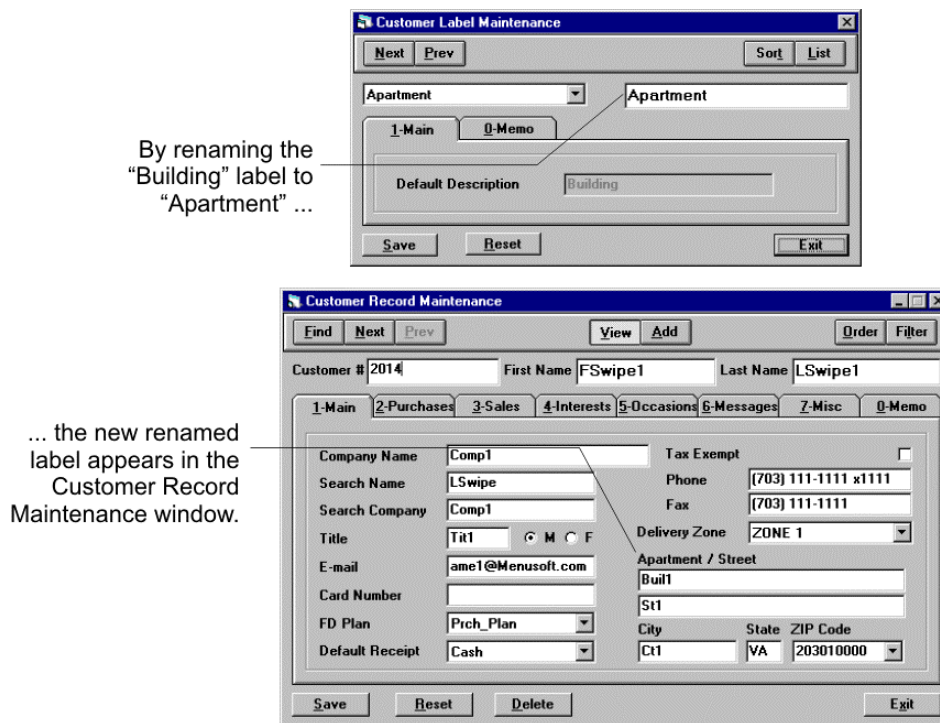 Customer Label Maintenance
Next Prev Sort List
Apartment Apartment
1-Main 0-Memo
By renaming the
“Building” label to
“Apartment” ...
Default Description Building
Save Reset Exit
Customer Record Maintenance
Find Next Prev View Add Order Filter
Customer # 2014 First Name FSwipe1 Last Name LSwipe1
1-Main 2-Purchases 3-Sales 4-Interests 5-Occasions 6-Messages 7-Misc 0-Memo
... the new renamed
label appears in the
Customer Record
Maintenance window.
Company Name Comp1 Tax Exempt
Search Name LSwipe Phone (703) 111-1111 x1111
Search Company Comp1 Fax (703) 111-1111
Title Tit1 M F Delivery Zone ZONE 1
E-mail ame1@Menusoft.com Apartment / Street
Buil1
Card Number St1
FD Plan Prch_Plan City State ZIP Code
Default Receipt Cash Ct1 VA 203010000
Save Reset Delete Exit